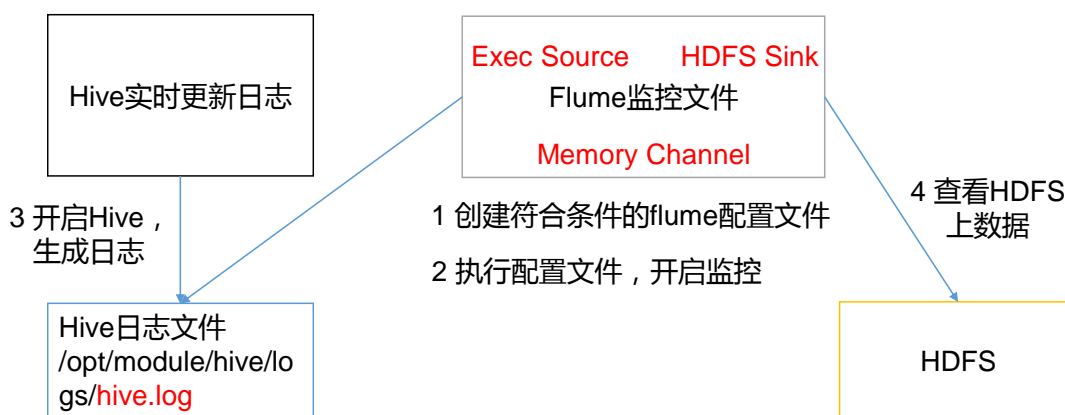 Exec Source HDFS Sink
Hive实时更新日志
Flume监控文件
Memory Channel
3 开启Hive，
生成日志
1 创建符合条件的flume配置文件
2 执行配置文件，开启监控
4 查看HDFS
上数据
Hive日志文件
/opt/module/hive/lo
gs/hive.log
HDFS